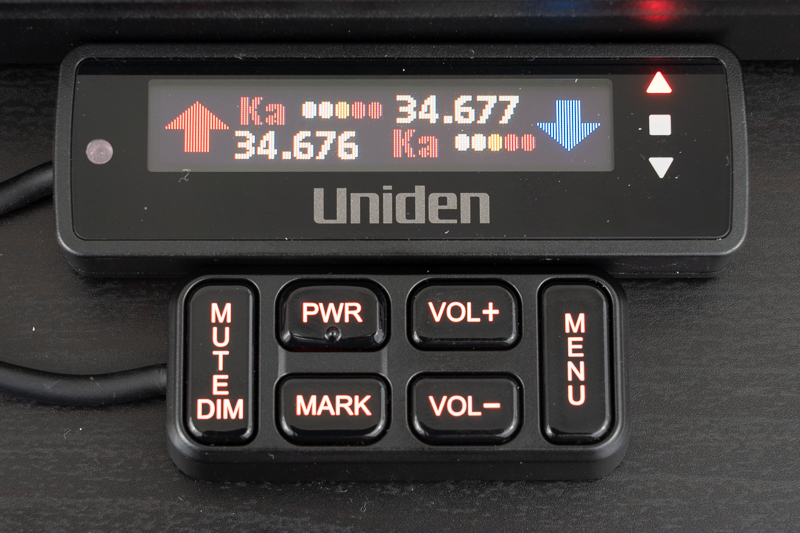 Ka 34.677
34.676 Ka
Uniden
MUTE DIM
PWR
VOL+
MENU
MARK
VOL-